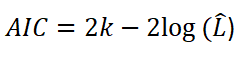 AIC = 2k − 2log (L̂)